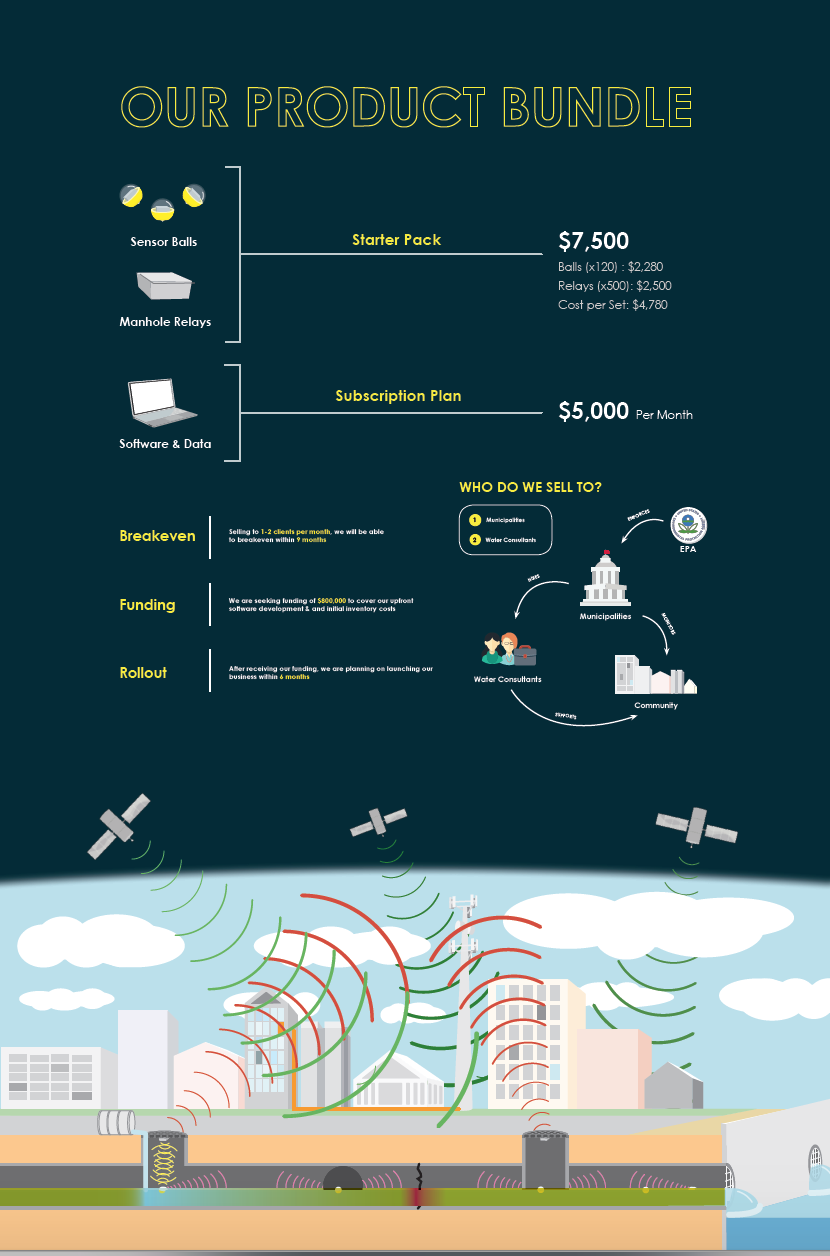 OUR PRODUCT BUNDLE
Sensor Balls
Manhole Relays
Starter Pack
$7,500
Balls (x120) : $2,280
Relays (x500): $2,500
Cost per Set: $4,780
Software & Data
Subscription Plan
$5,000 Per Month
Breakeven
Selling to 1-2 clients per month, we will be able
to breakeven within 9 months
Funding
We are seeking funding of $800,000 to cover our upfront
software development & and initial inventory costs
Rollout
After receiving our funding, we are planning on launching our
business within 6 months
WHO DO WE SELL TO?
1 Municipalities
2 Water Consultants
ENFORCES
EPA
Municipalities
HIRES
Water Consultants
Community